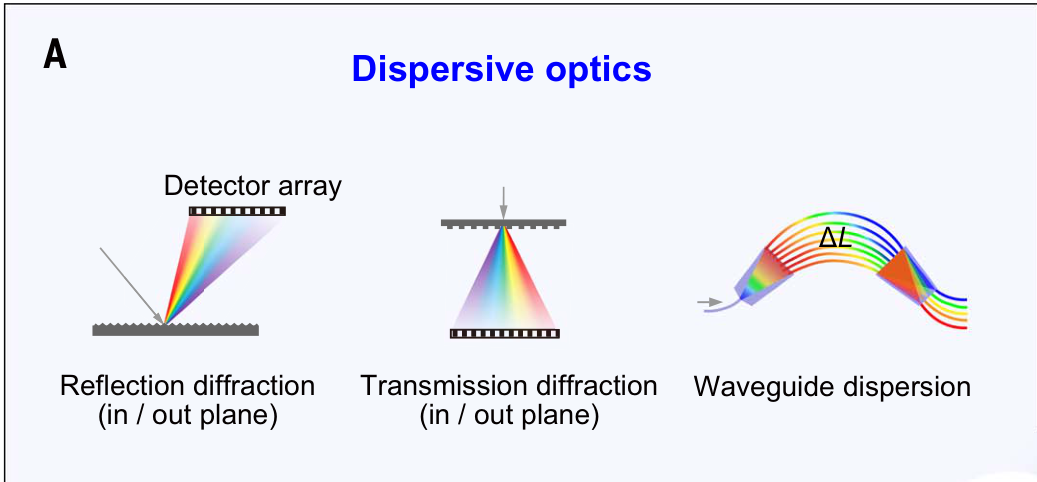 A
Dispersive optics
Detector array
ΔL
Reflection diffraction
(in / out plane)
Transmission diffraction
(in / out plane)
Waveguide dispersion